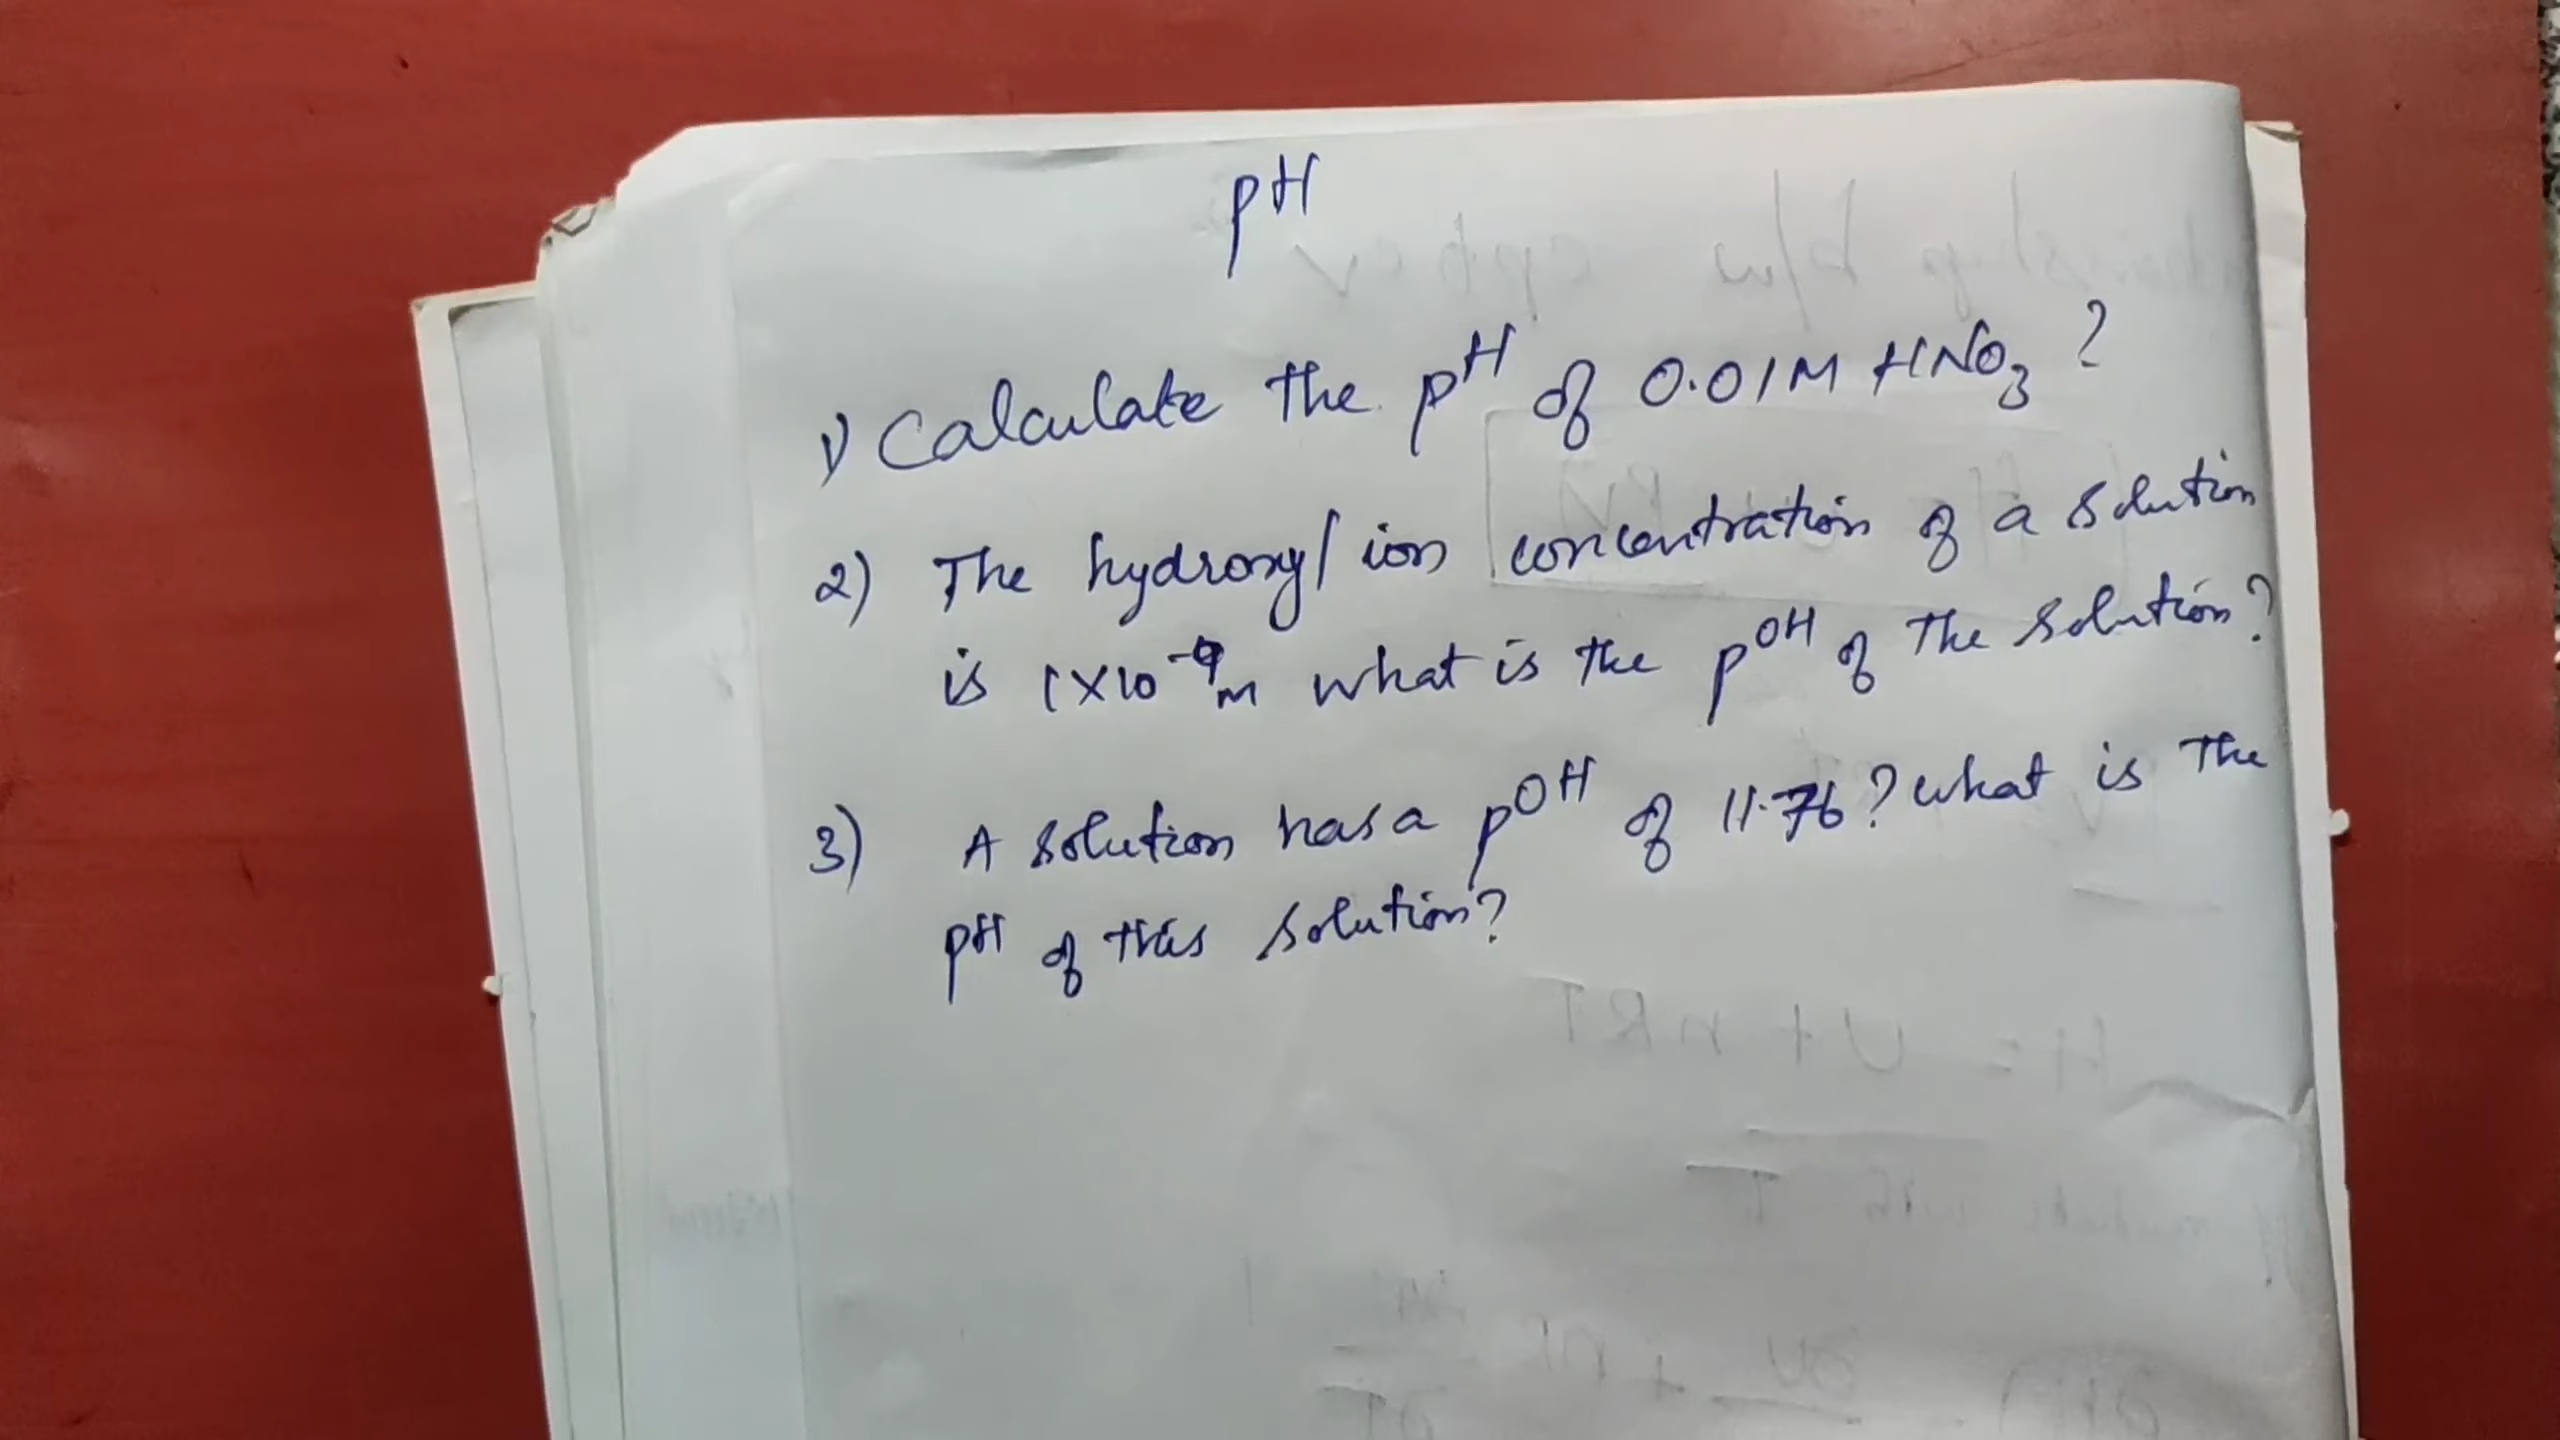 pH
1) Calculate the pH of 0.01M HNO₃?
2) The hydroxyl ion concentration of a solution
is 1×10⁻⁹ M what is the pOH of the solution?
3) A solution has a pOH of 11.76? what is the
pH of this solution?